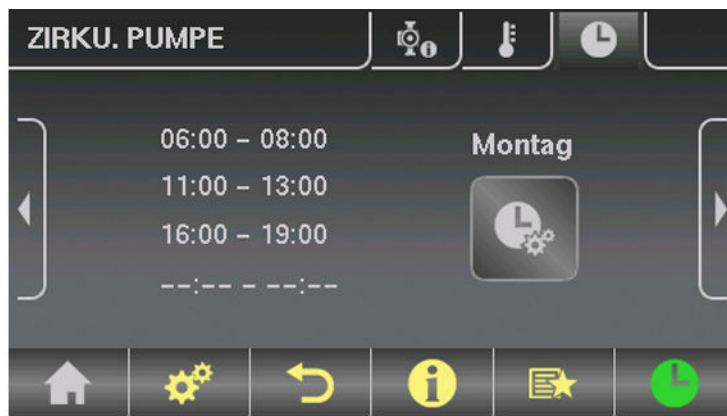 ZIRKU. PUMPE
06:00 - 08:00
Montag
11:00 - 13:00
16:00 - 19:00
--:-- - --:--